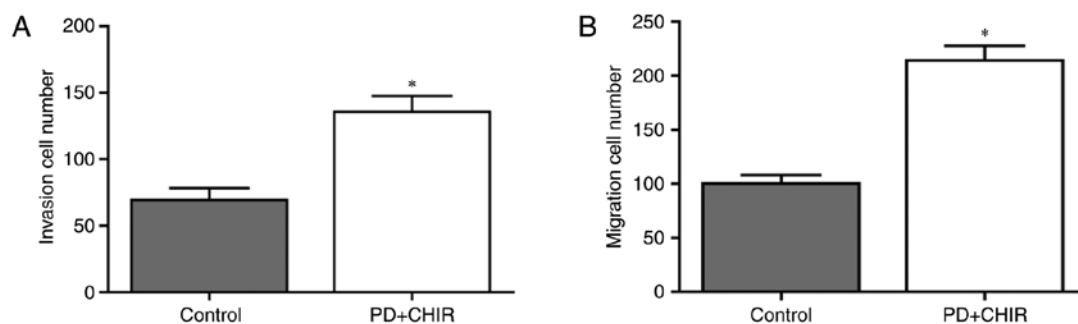 A
Invasion cell number
200
150
100
50
0
*
Control
PD+CHIR
B
Migration cell number
250
200
150
100
50
0
*
Control
PD+CHIR